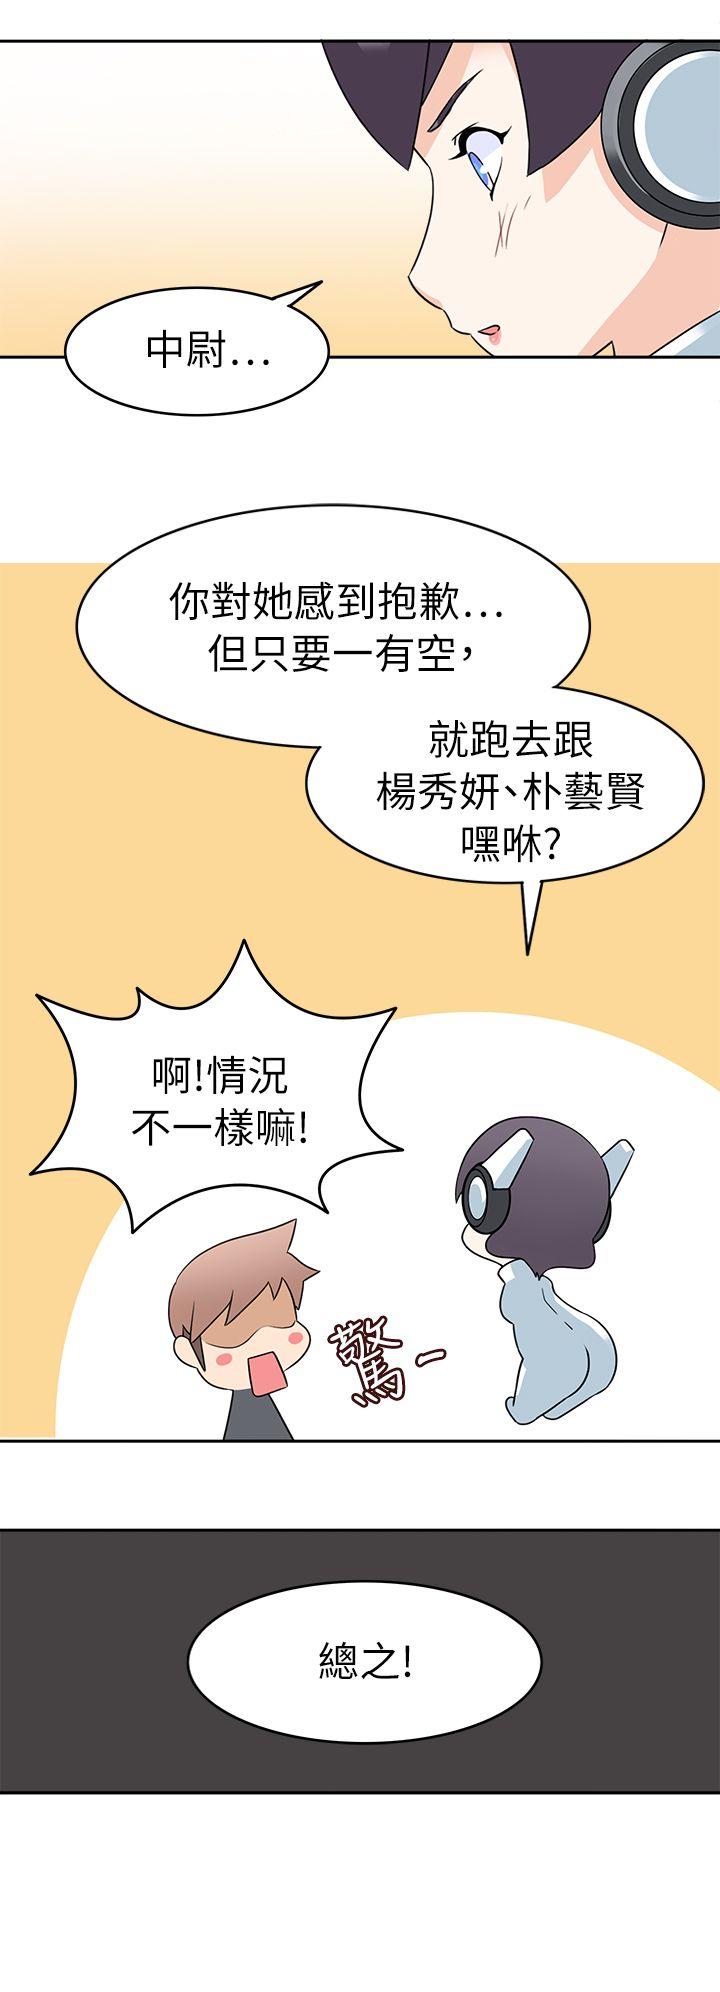 中尉...
你對她感到抱歉...
但只要一有空，
就跑去跟
楊秀妍、朴藝賢
嘿咻?
啊!情況
不一樣嘛!
驚一
總之!